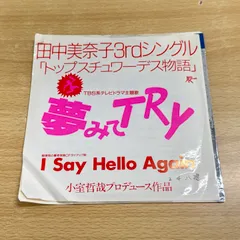 田中美奈子3rdシングル
「トップスチュワーデス物語」
TBS系テレビドラマ主題歌
夢みてTRY
I Say Hello Again
小室哲哉プロデュース作品